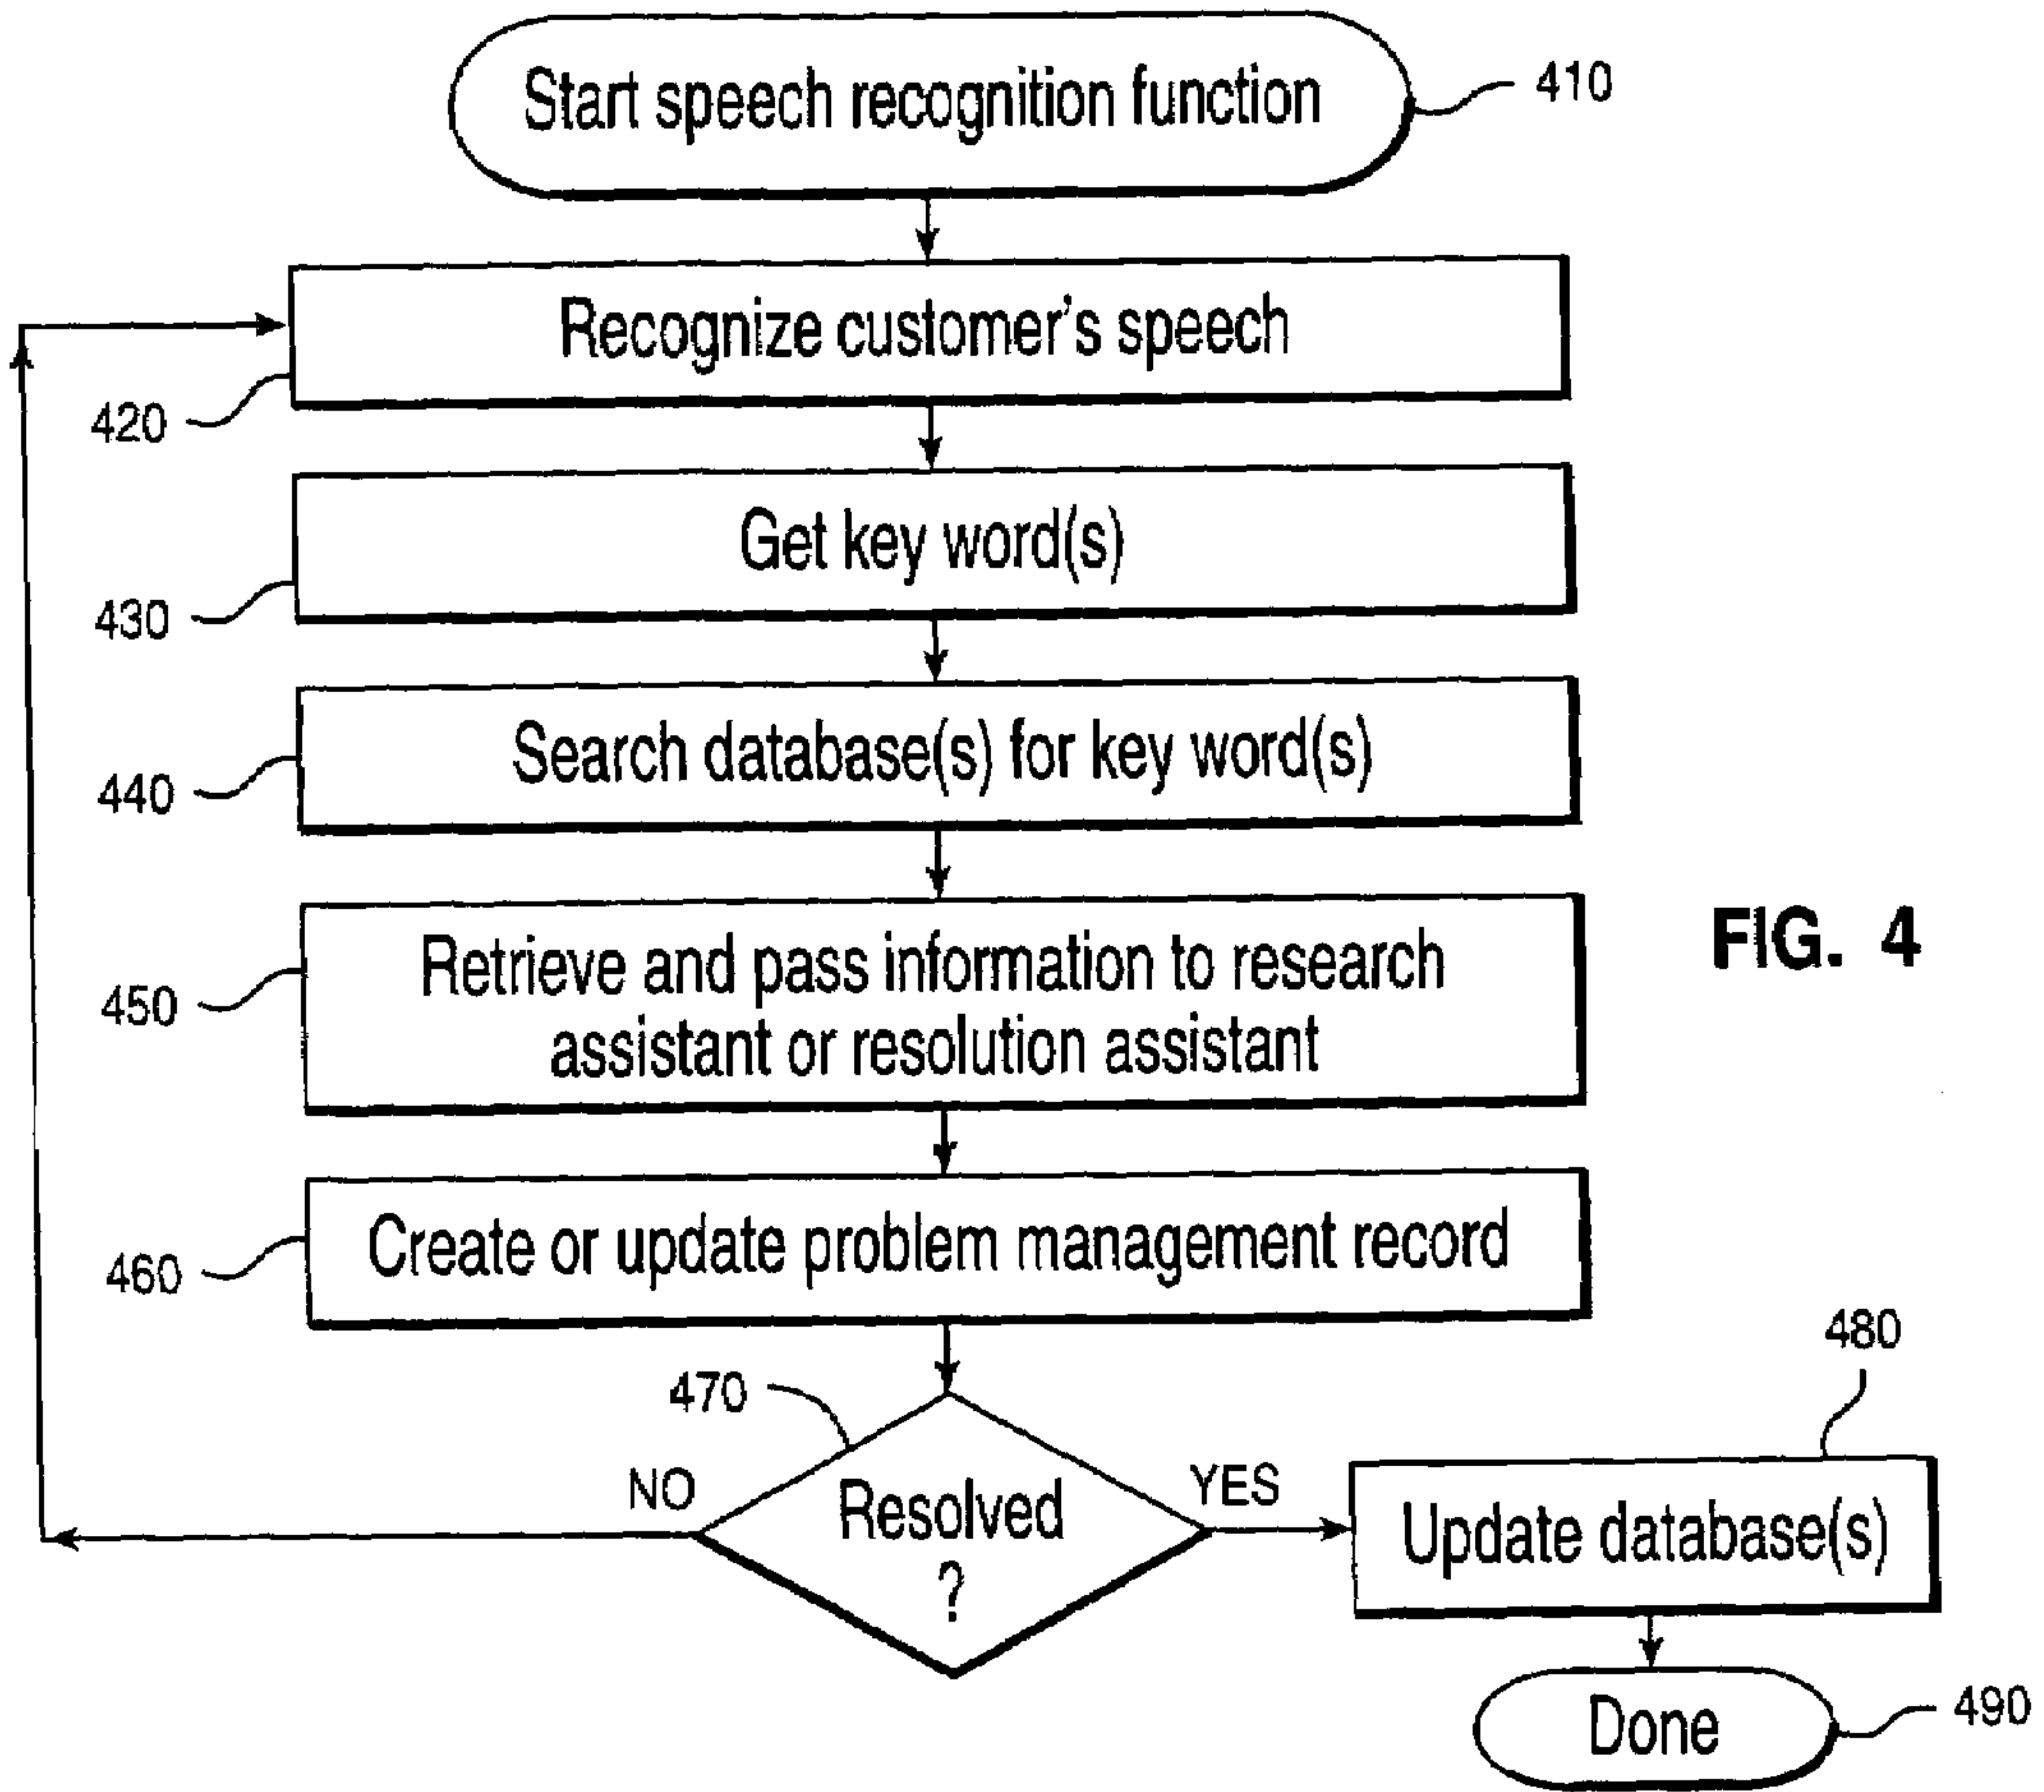 Start speech recognition function
410
Recognize customer's speech
420
Get key word(s)
430
Search database(s) for key word(s)
440
Retrieve and pass information to research
assistant or resolution assistant
450
FIG. 4
Create or update problem management record
460
470
480
NO
Resolved
?
YES
Update database(s)
Done
490